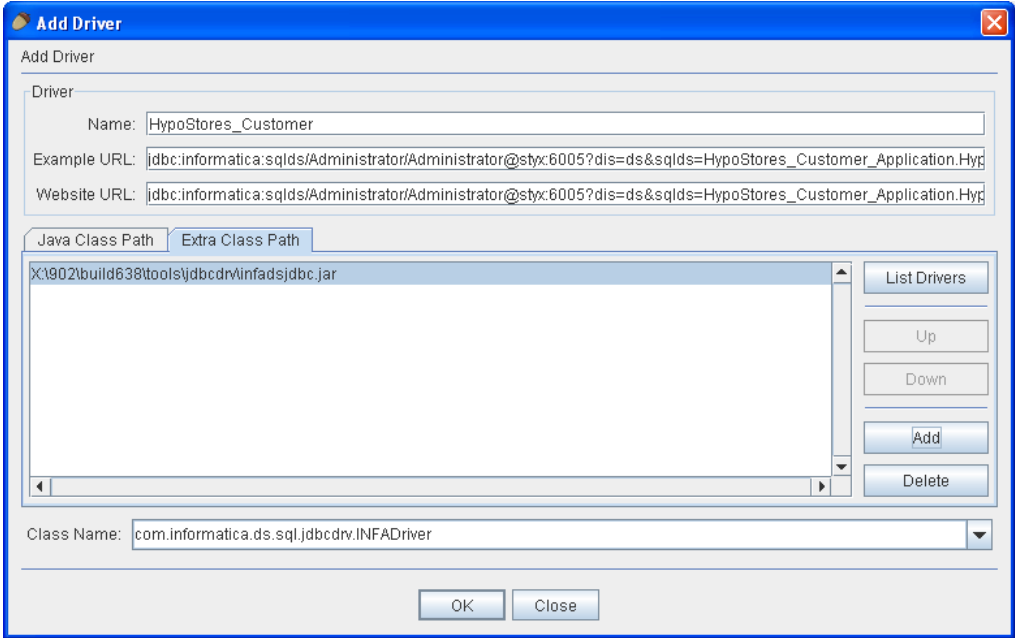 Add Driver
Add Driver
Driver
Name: HypoStores_Customer
Example URL: jdbc:informatica:sqlds/Administrator/Administrator@styx:6005?dis=ds&sqlds=HypoStores_Customer_Application.Hyp
Website URL: jdbc:informatica:sqlds/Administrator/Administrator@styx:6005?dis=ds&sqlds=HypoStores_Customer_Application.Hyp
Java Class Path Extra Class Path
X:\902\build638\tools\jdbcdrv\infadsjdbc.jar
List Drivers
Up
Down
Add
Delete
Class Name: com.informatica.ds.sql.jdbcdrv.INFADriver
OK Close